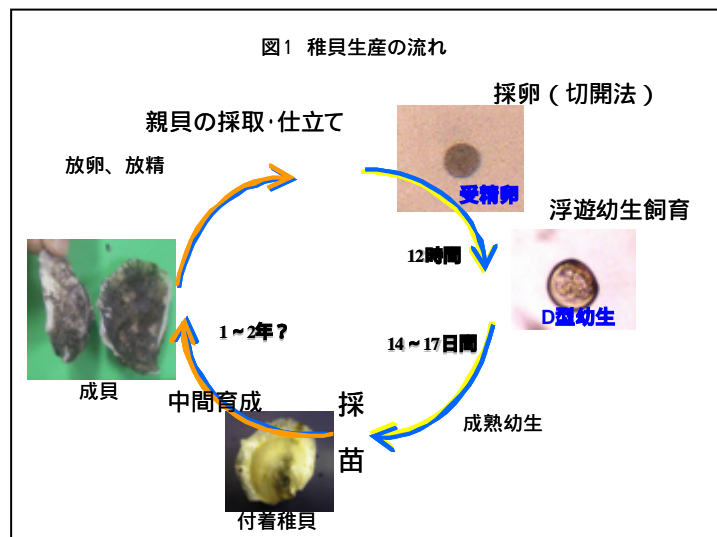 図1 稚貝生産の流れ
採卵(切開法)
親貝の採取・仕立て
放卵、放精
受精卵
浮遊幼生飼育
12時間
D型幼生
1～2年?
14～17日間
成貝
中間育成
採
苗
成熟幼生
付着稚貝